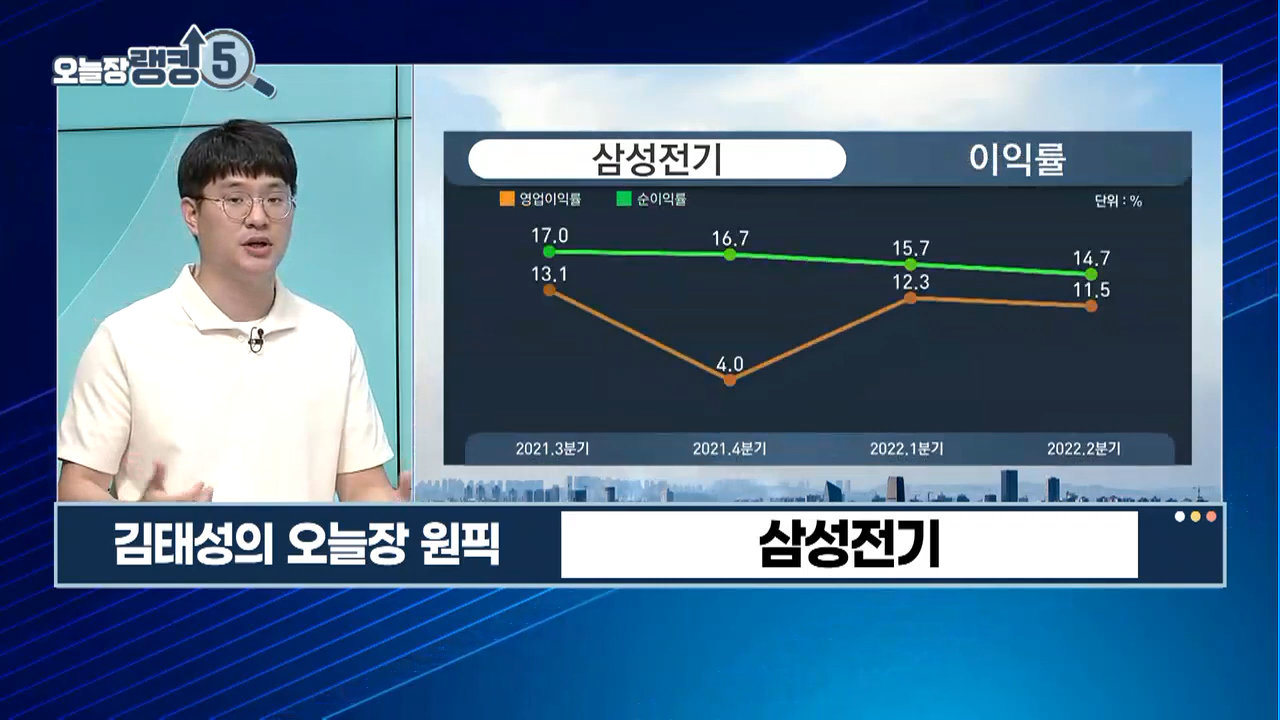 오늘장 랭킹 5
삼성전기
이익률
영업이익률
순이익률
단위 : %
17.0
16.7
15.7
14.7
13.1
4.0
12.3
11.5
2021.3분기
2021.4분기
2022.1분기
2022.2분기
김태성의 오늘장 원픽
삼성전기